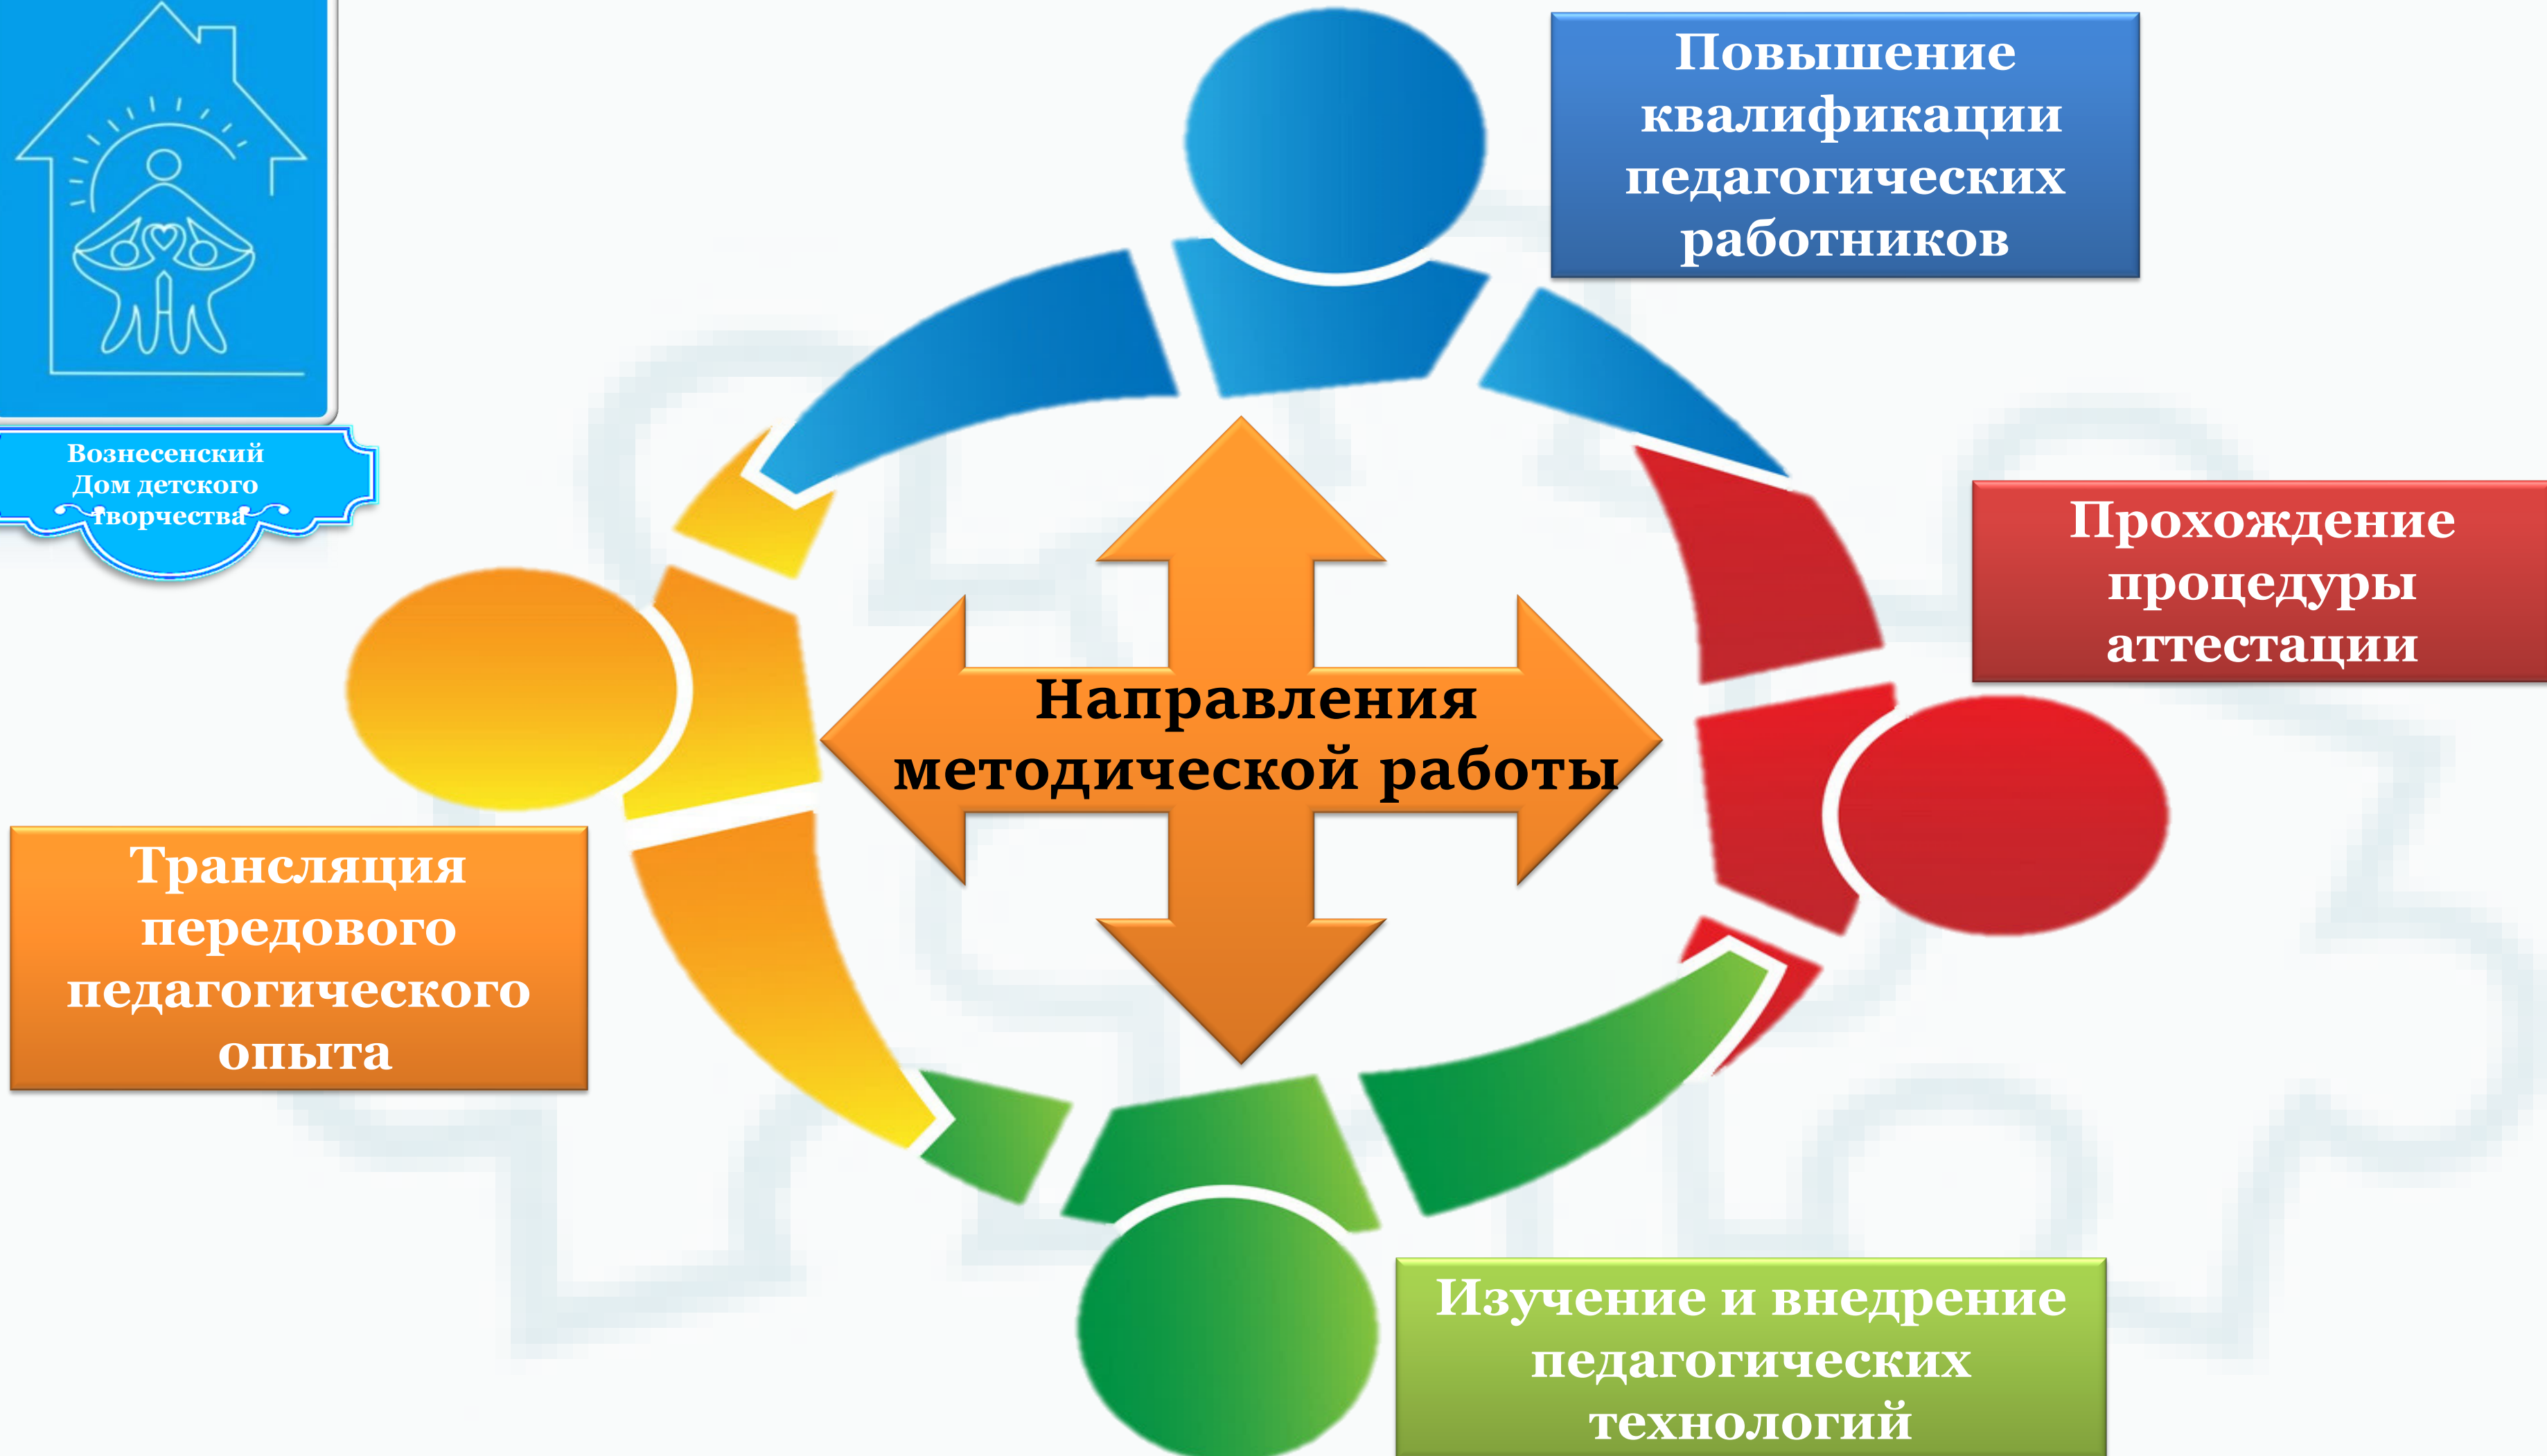 Повышение
квалификации
педагогических
работников
Вознесенский
Дом детского
творчества
Прохождение
процедуры
аттестации
Направления
методической работы
Трансляция
передового
педагогического
опыта
Изучение и внедрение
педагогических
технологий